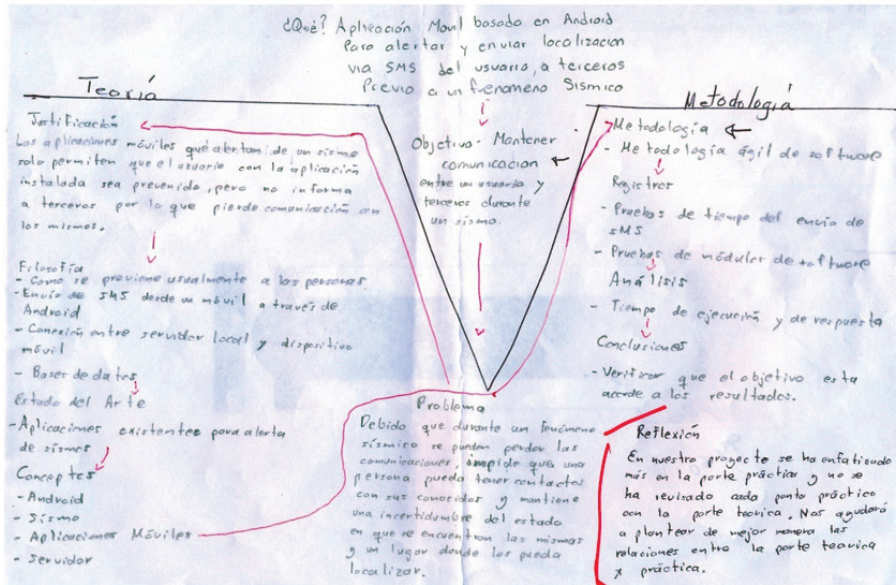 ¿Qué? Aplicación Movil basado en Android
Para alertar y enviar localizacion
via SMS del usuario, a terceros
Previo a un fuenomeno Sismico
Teoría
Justificación
Las aplicaciones móviles que alertan de un sismo
solo permiten que el usuario con la aplicación
instalada sea prevenido, pero no informa
a terceros por lo que pierde comunicación con
los mismos.
Filosofía
- Como se previene usualmente a las personas
- Envío de SMS desde un móvil a través de
Android
- Conexión entre servidor local y dispositivo
móvil
- Bases de datos
Estado del Arte
- Aplicaciones existentes para alerta
de sismos
Conceptos
- Android
- Sismo
- Aplicaciones Móviles
- Servidor
Objetivo - Mantener
comunicacion
entre un usuario y
terceros durante
un sismo.
Problema
Debido que durante un fenómeno
sísmico se pueden perder las
comunicaciones, impide que una
persona pueda tener contactos
con sus conocidos y mantiene
una incertidumbre del estado
en que se encuentran las mismas
y un lugar donde los pueda
localizar.
Metodología
Metodología
- Metodología ágil de software
Registros
- Pruebas de tiempo del envío de
SMS
- Pruebas de módulos de software
Análisis
- Tiempo de ejecución y de respuesta
Conclusiones
- Verificar que el objetivo esta
acorde a los resultados.
Reflexión
En nuestro proyecto se ha enfatizado
más en la parte práctica y no se
ha revisado cada punto práctico
con la parte teorica. Nos ayudará
a plantear de mejor manera las
relaciones entre la parte teorica
y práctica.